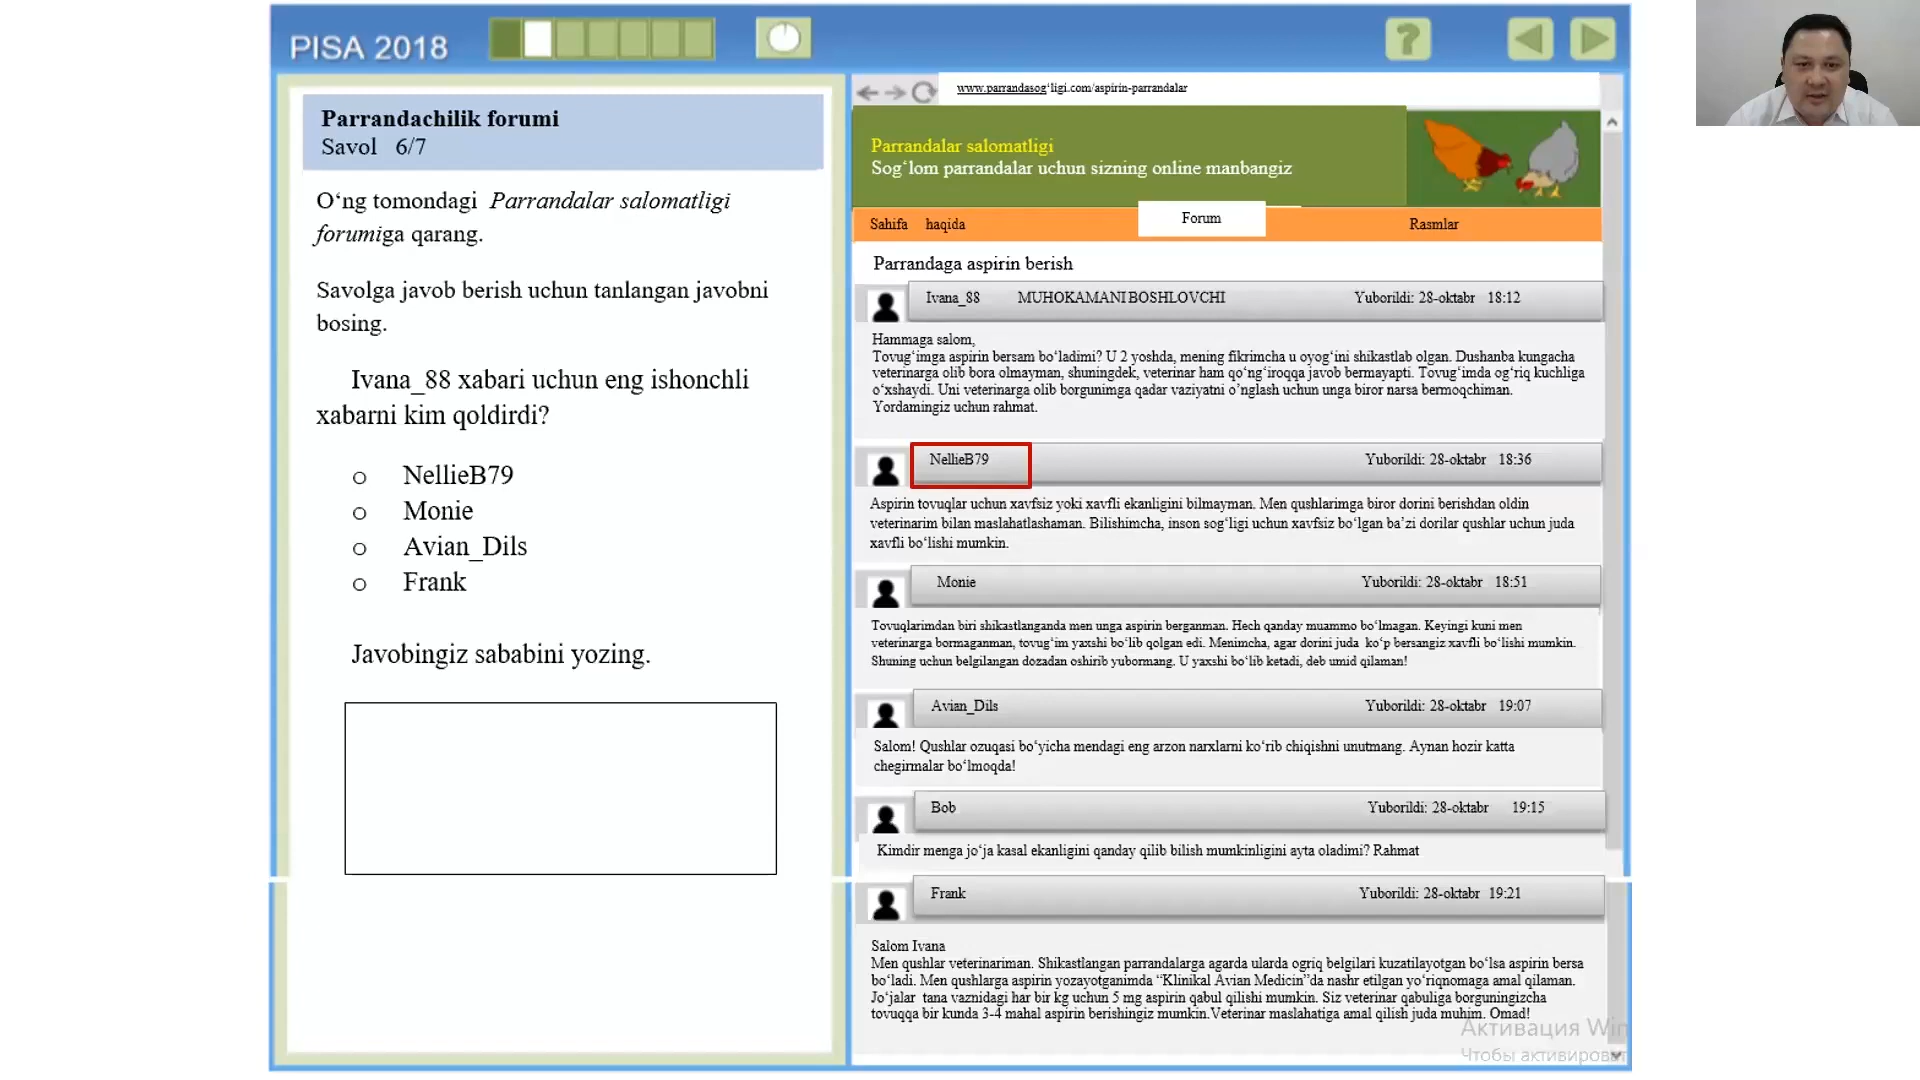 PISA 2018
?
Parrandachilik forumi
Savol 6/7
O‘ng tomondagi Parrandalar salomatligi
forumiga qarang.
Savolga javob berish uchun tanlangan javobni
bosing.
Ivana_88 xabari uchun eng ishonchli
xabarni kim qoldirdi?
o NellieB79
o Monie
o Avian_Dils
o Frank
Javobingiz sababini yozing.
www.parrandasog‘ligi.com/aspirin-parrandalar
Parrandalar salomatligi
Sog‘lom parrandalar uchun sizning online manbangiz
Sahifa haqida Forum Rasmlar
Parrandaga aspirin berish
Ivana_88 MUHOKAMANI BOSHLOVCHI Yuborildi: 28-oktabr 18:12
Hammaga salom,
Tovug‘imga aspirin bersam bo‘ladimi? U 2 yoshda, mening fikrimcha u oyog‘ini shikastlab olgan. Dushanba kungacha
veterinarga olib bora olmayman, shuningdek, veterinar ham qo‘ng‘iroqqa javob bermayapti. Tovug‘imda og‘riq kuchliga
o‘xshaydi. Uni veterinarga olib borgunimga qadar vaziyatni o’nglash uchun unga biror narsa bermoqchiman.
Yordamingiz uchun rahmat.
NellieB79 Yuborildi: 28-oktabr 18:36
Aspirin tovuqlar uchun xavfsiz yoki xavfli ekanligini bilmayman. Men qushlarimga biror dorini berishdan oldin
veterinarim bilan maslahatlashaman. Bilishimcha, inson sog‘ligi uchun xavfsiz bo‘lgan ba’zi dorilar qushlar uchun juda
xavfli bo‘lishi mumkin.
Monie Yuborildi: 28-oktabr 18:51
Tovuqlarimdan biri shikastlanganda men unga aspirin berganman. Hech qanday muammo bo‘lmagan. Keyingi kuni men
veterinarga bormaganman, tovug‘im yaxshi bo‘lib qolgan edi. Menimcha, agar dorini juda ko‘p bersangiz xavfli bo‘lishi mumkin.
Shuning uchun belgilangan dozadan oshirib yubormang. U yaxshi bo‘lib ketadi, deb umid qilaman!
Avian_Dils Yuborildi: 28-oktabr 19:07
Salom! Qushlar ozuqasi bo‘yicha mendagi eng arzon narxlarni ko‘rib chiqishni unutmang. Aynan hozir katta
chegirmalar bo‘lmoqda!
Bob Yuborildi: 28-oktabr 19:15
Kimdir menga jo‘ja kasal ekanligini qanday qilib bilish mumkinligini ayta oladimi? Rahmat
Frank Yuborildi: 28-oktabr 19:21
Salom Ivana
Men qushlar veterinariman. Shikastlangan parrandalarga agarda ularda ogriq belgilari kuzatilayotgan bo‘lsa aspirin bersa
bo‘ladi. Men qushlarga aspirin yozayotganimda “Klinikal Avian Medicin”da nashr etilgan yo‘riqnomaga amal qilaman.
Jo‘jalar tana vaznidagi har bir kg uchun 5 mg aspirin qabul qilishi mumkin. Siz veterinar qabuliga borguningizcha
tovuqqa bir kunda 3-4 mahal aspirin berishingiz mumkin.Veterinar maslahatiga amal qilish juda muhim. Omad!
Активация Win
Чтобы активироват